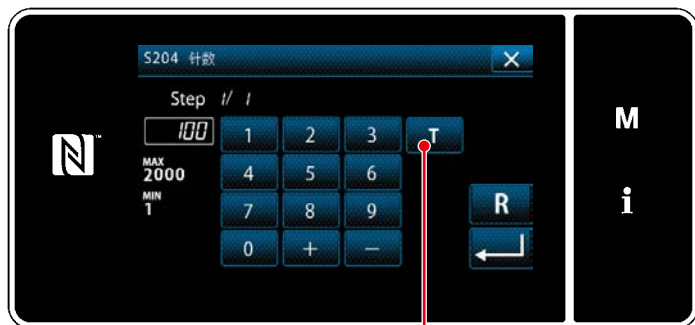 S204 针数
Step 1/ 1
100
1 2 3 T
MAX
2000
4 5 6
MIN
1
7 8 9 R
0 + −
N
M
i